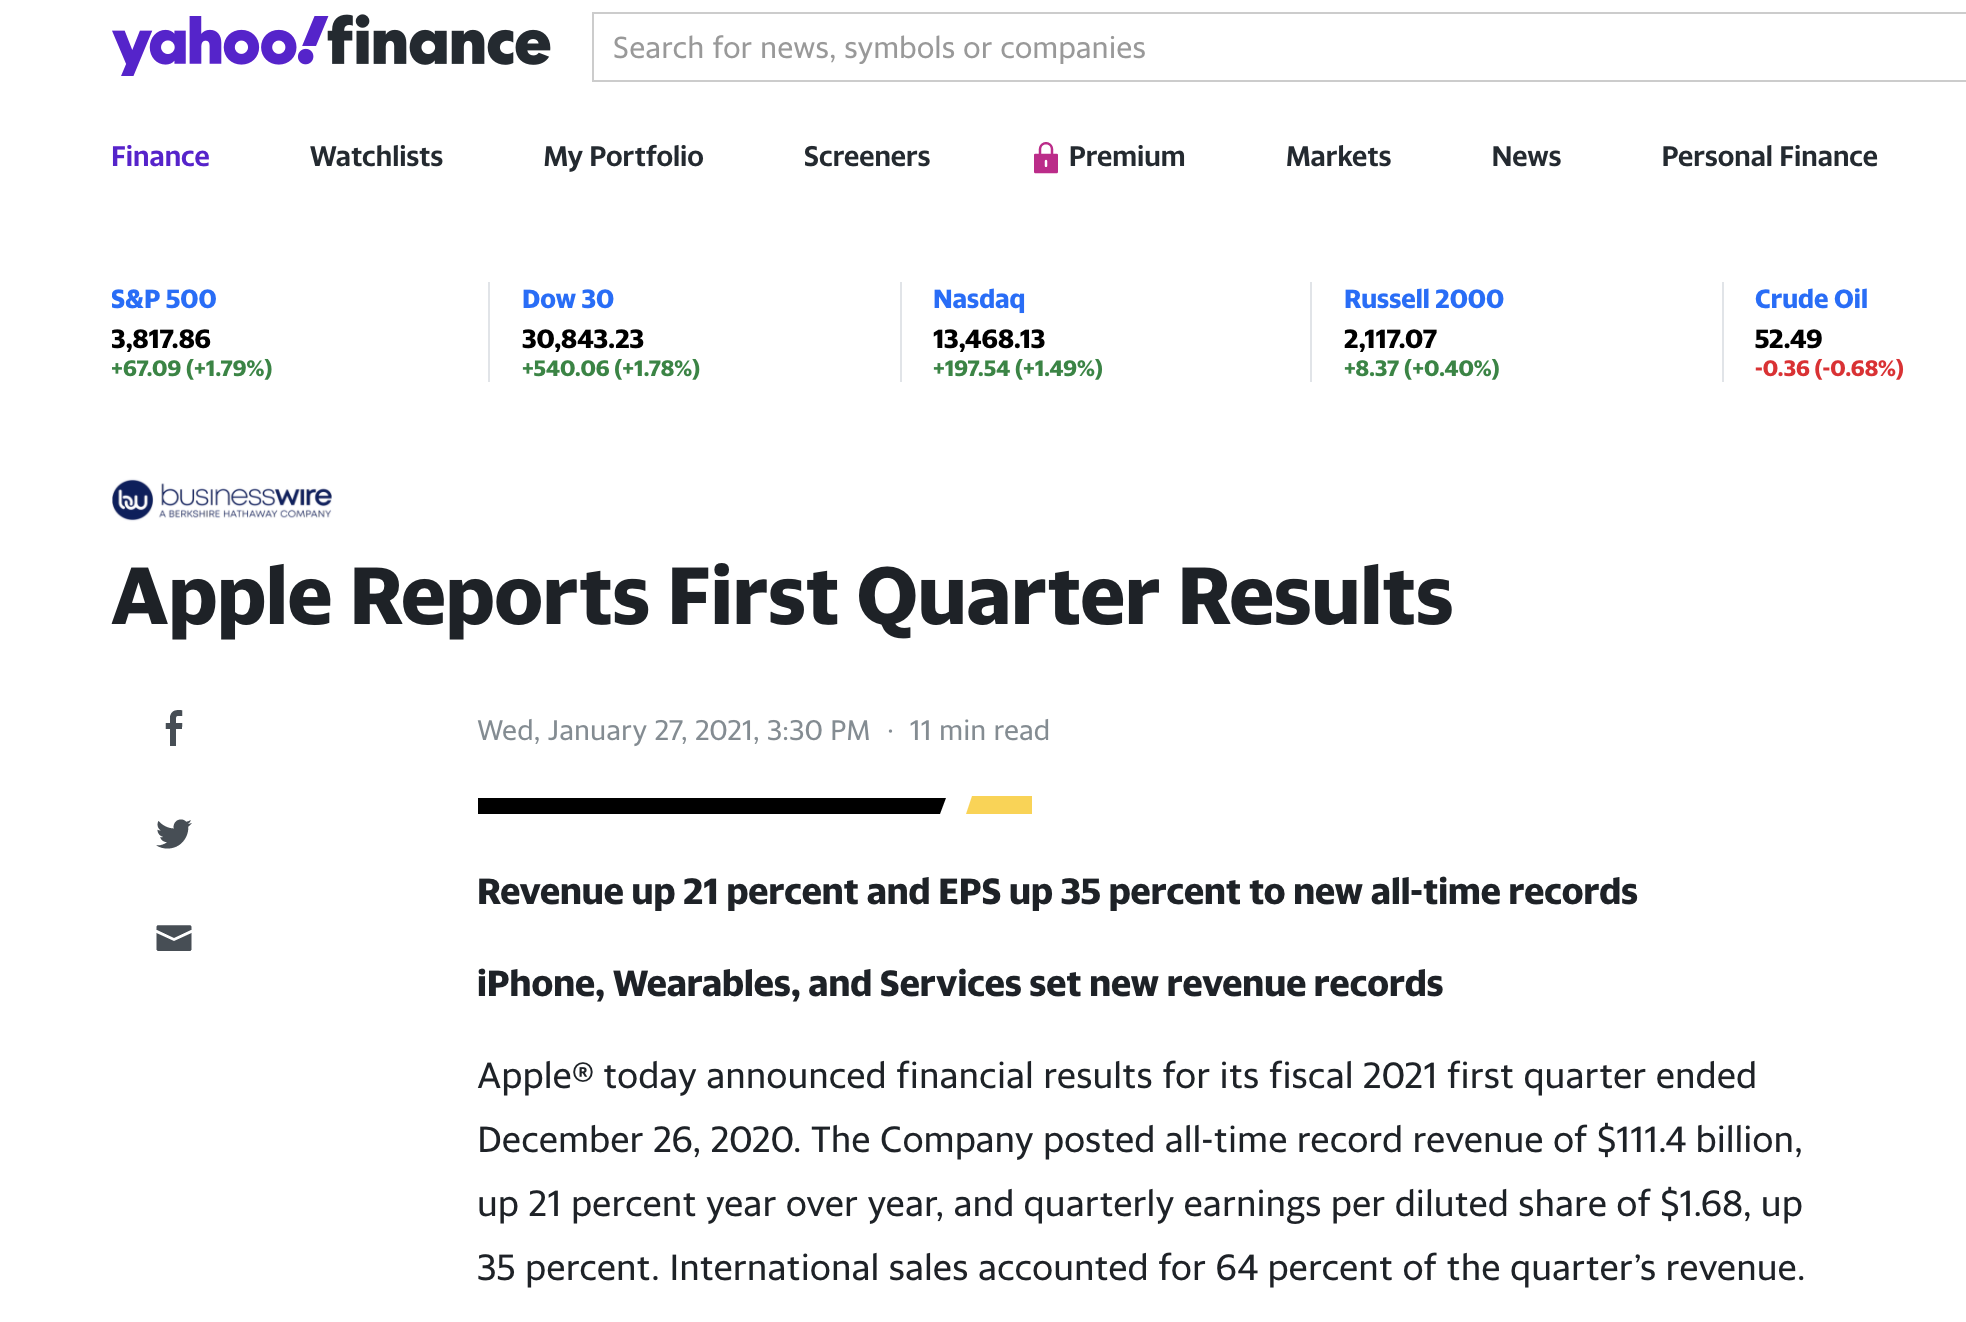 yahoo!finance
Search for news, symbols or companies
Finance Watchlists My Portfolio Screeners Premium Markets News Personal Finance
S&P 500
3,817.86
+67.09 (+1.79%)
Dow 30
30,843.23
+540.06 (+1.78%)
Nasdaq
13,468.13
+197.54 (+1.49%)
Russell 2000
2,117.07
+8.37 (+0.40%)
Crude Oil
52.49
-0.36 (-0.68%)
bw businesswire
A BERKSHIRE HATHAWAY COMPANY
Apple Reports First Quarter Results
Wed, January 27, 2021, 3:30 PM · 11 min read
Revenue up 21 percent and EPS up 35 percent to new all-time records
iPhone, Wearables, and Services set new revenue records
Apple® today announced financial results for its fiscal 2021 first quarter ended
December 26, 2020. The Company posted all-time record revenue of $111.4 billion,
up 21 percent year over year, and quarterly earnings per diluted share of $1.68, up
35 percent. International sales accounted for 64 percent of the quarter’s revenue.